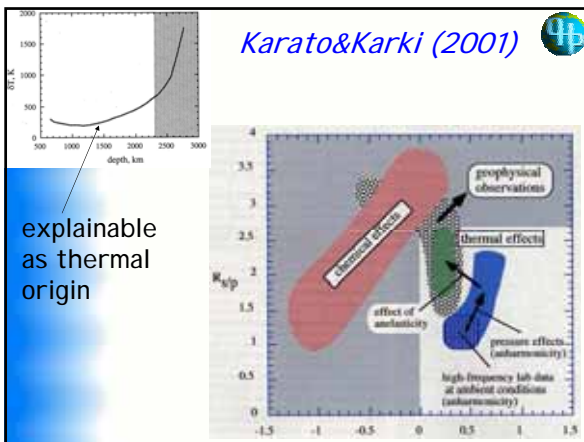 Karato&Karki (2001)
OHP
2000
1500
1000
500
0
δT, K
500 1000 1500 2000 2500 3000
depth, km
explainable
as thermal
origin
4
3.5
3
2.5
2
1.5
1
0.5
0
R s/p
-1.5 -1 -0.5 0 0.5 1 1.5
geophysical
observations
chemical effects
thermal effects
effect of
anelasticity
pressure effects
(anharmonicity)
high-frequency lab data
at ambient conditions
(anharmonicity)